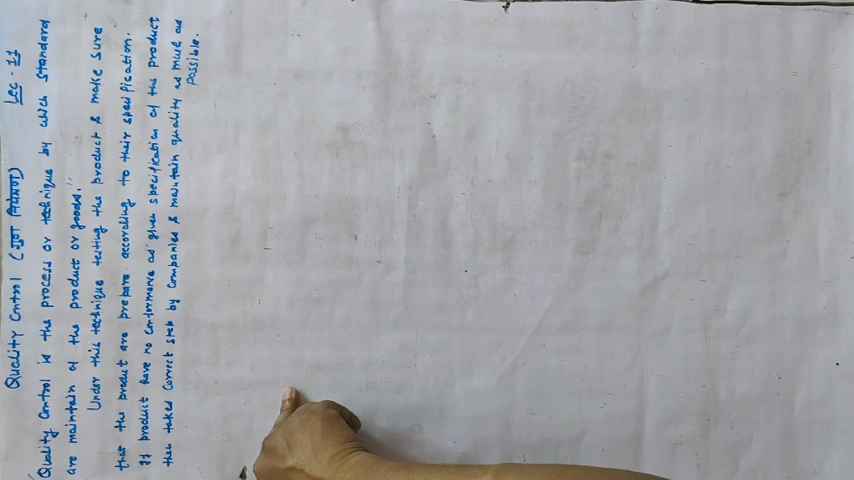 Quality Control (गुण नियंत्रण) Lec - 11
"Quality Control is the process or technique by which standard
are maintain of the product or goods."
Under this technique testing the product & make sure
that the product are prepare according to their specification.
If product have no conformance as given specification of the product
then taked correct step by companies & maintain quality as much as
possible.